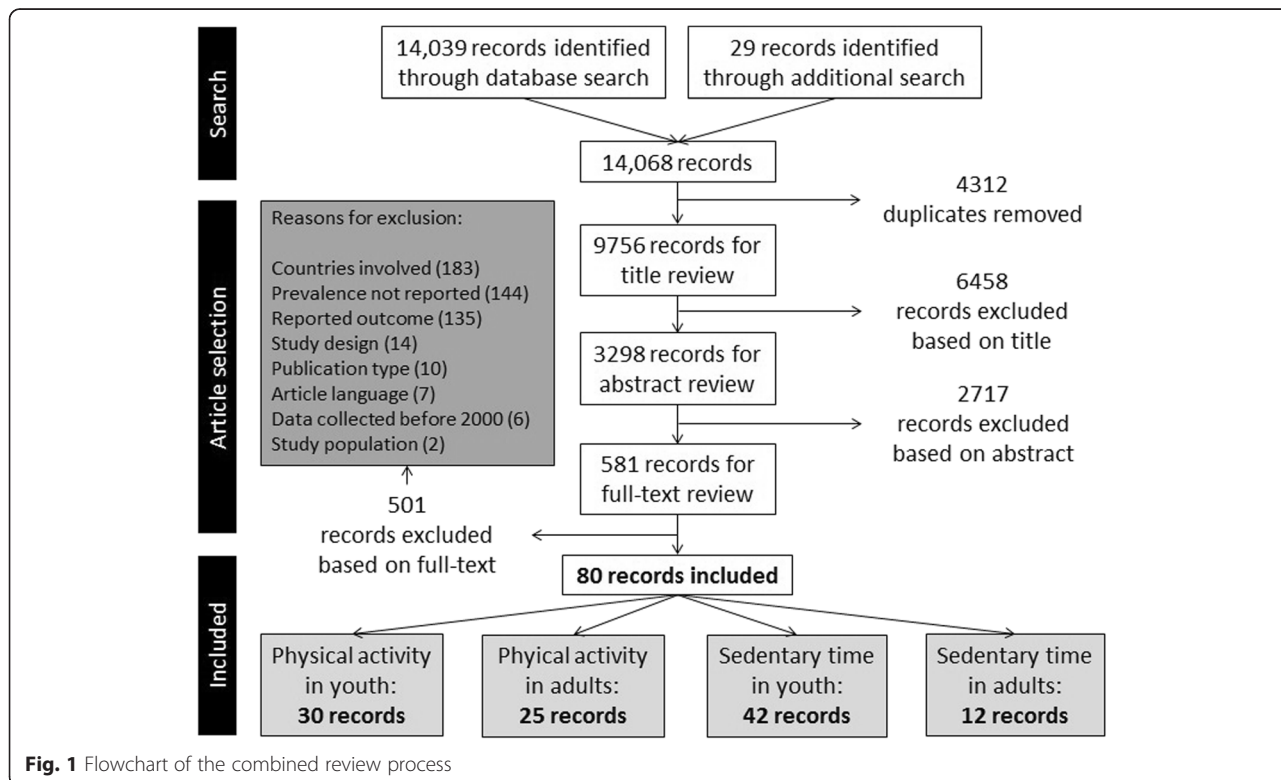 Search
14,039 records identified
through database search
29 records identified
through additional search
14,068 records
4312
duplicates removed
Article selection
Reasons for exclusion:
Countries involved (183)
Prevalence not reported (144)
Reported outcome (135)
Study design (14)
Publication type (10)
Article language (7)
Data collected before 2000 (6)
Study population (2)
9756 records for
title review
6458
records excluded
based on title
3298 records for
abstract review
2717
records excluded
based on abstract
581 records for
full-text review
501
records excluded
based on full-text
Included
80 records included
Physical activity
in youth:
30 records
Phyical activity
in adults:
25 records
Sedentary time
in youth:
42 records
Sedentary time
in adults:
12 records
Fig. 1 Flowchart of the combined review process